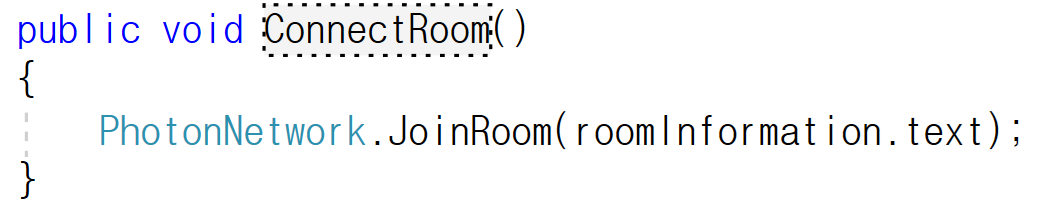 public void ConnectRoom()
{
    PhotonNetwork.JoinRoom(roomInformation.text);
}